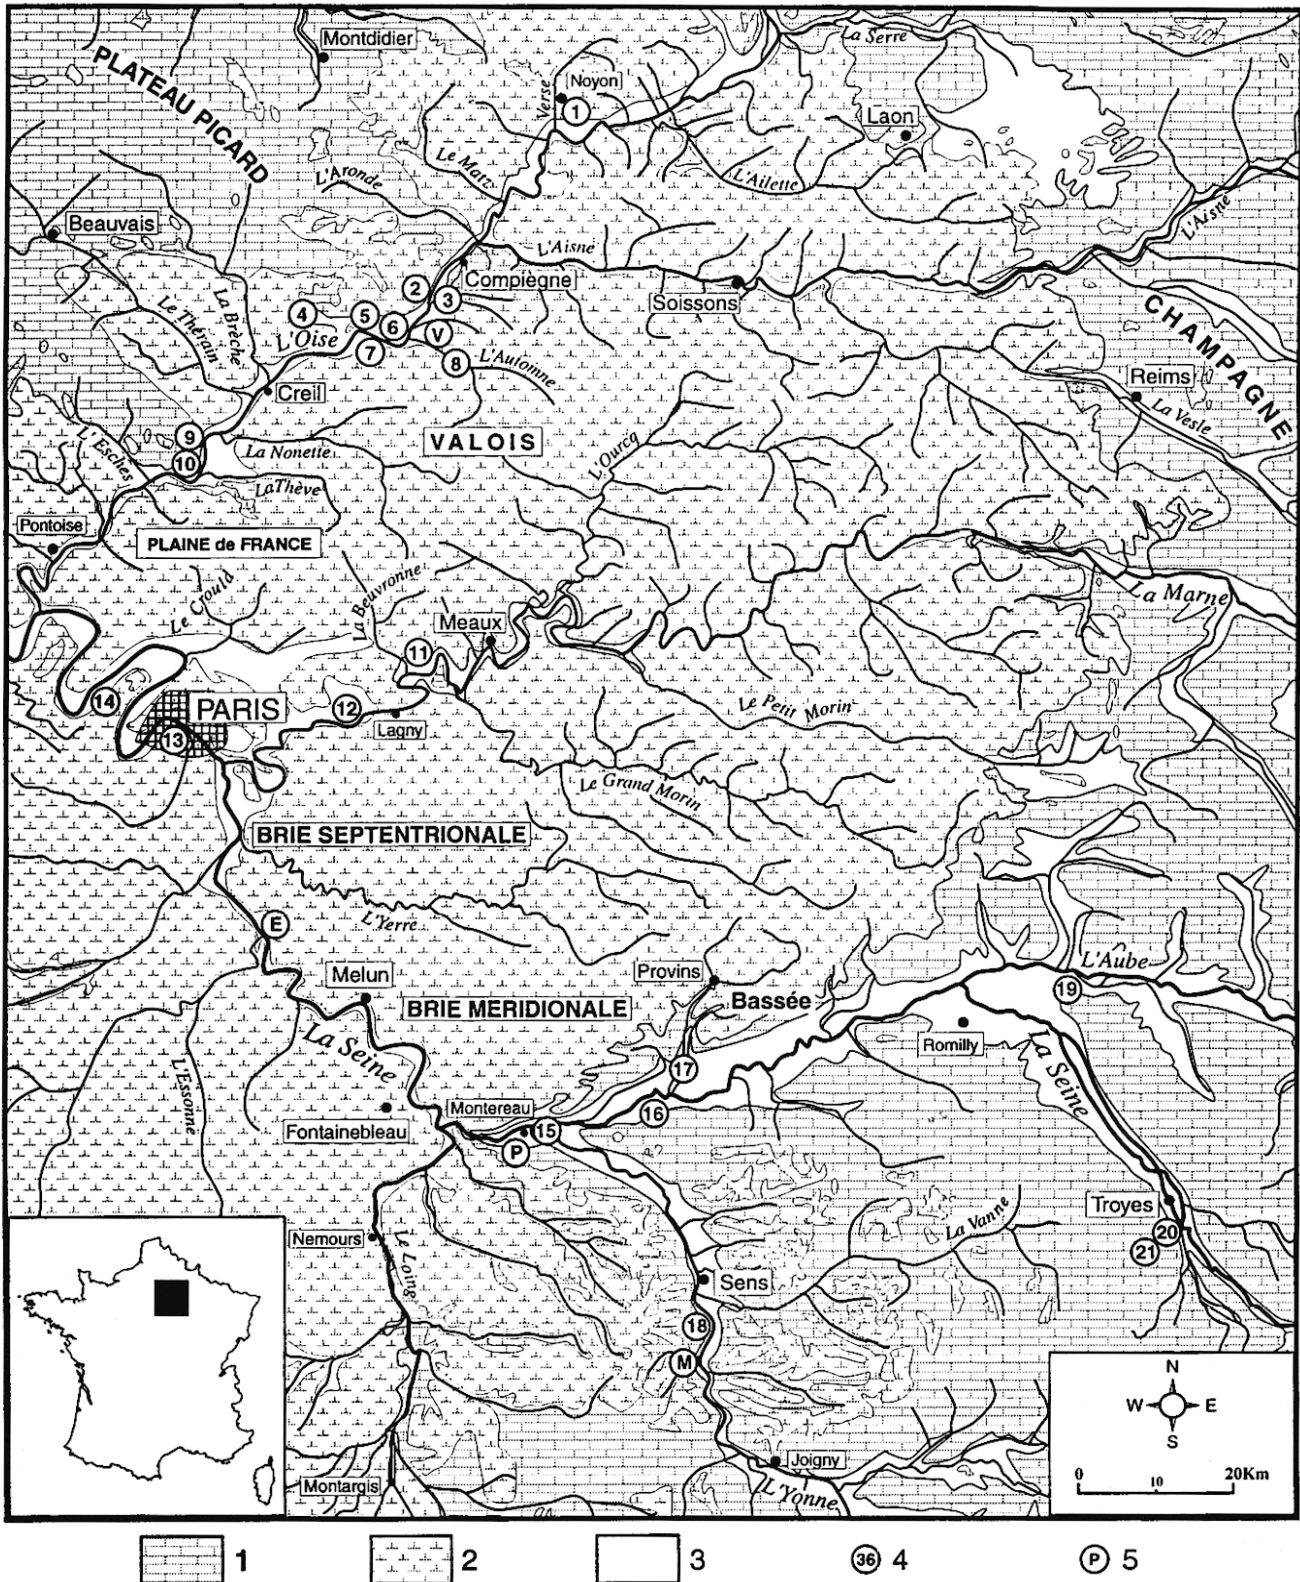 Montdidier
La Serre
PLATEAU PICARD
Noyon
Verse
1
Laon
Le Matz
L'Aronde
L'Ailette
Beauvais
L'Aisne
L'Aisne
Compiègne
Soissons
2
3
CHAMPAGNE
La Brèche
Le Thérain
4
5
6
V
L'Oise
7
8
L'Automne
Reims
La Vesle
Creil
9
VALOIS
L'Ourcq
L'Esches
10
La Nonette
La Thève
Pontoise
PLAINE de FRANCE
Le Crould
La Beuvronne
La Marne
Meaux
11
14
PARIS
12
Le Petit Morin
13
Lagny
Le Grand Morin
BRIE SEPTENTRIONALE
E
L'Yerre
Melun
Provins
L'Aube
BRIE MERIDIONALE
Bassée
19
La Seine
Romilly
La Seine
L'Essonne
17
Montereau
16
Fontainebleau
15
P
Troyes
La Vanne
20
21
Nemours
Le Loing
Sens
18
M
N
W E
S
Joigny
0 10 20Km
Montargis
L'Yonne
1 2 3 36 4 P 5